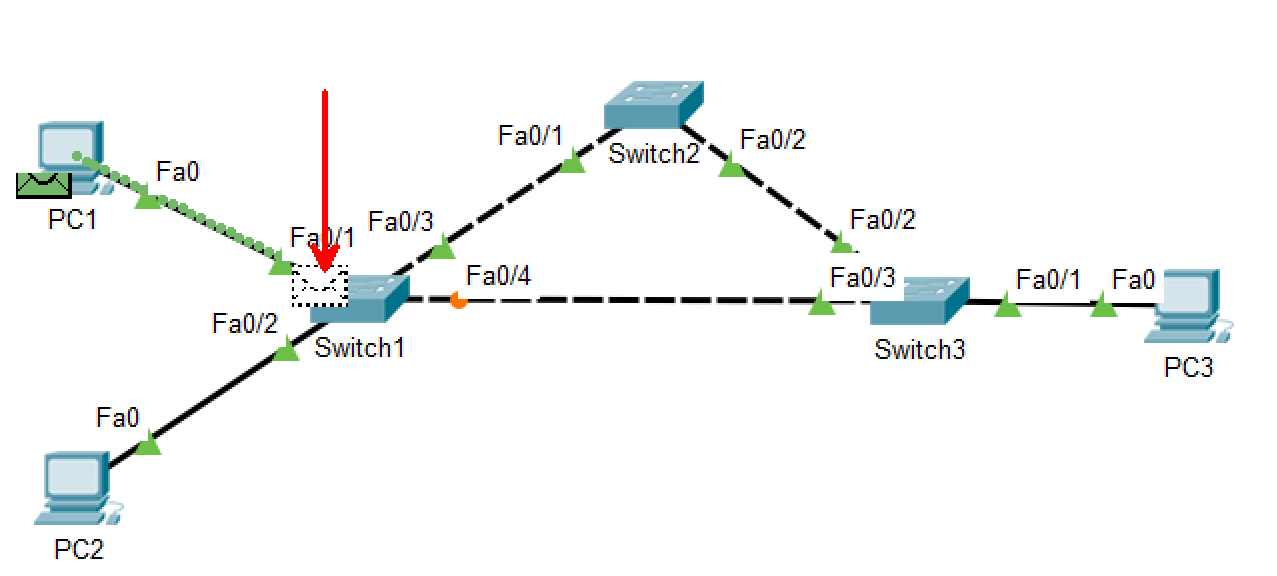 PC1
Fa0
Fa0/1
Fa0/3
Fa0/1
Switch2
Fa0/2
Fa0/2
Fa0/4
Fa0/3
Fa0/1
Fa0
PC3
Switch3
Switch1
Fa0/2
Fa0
PC2